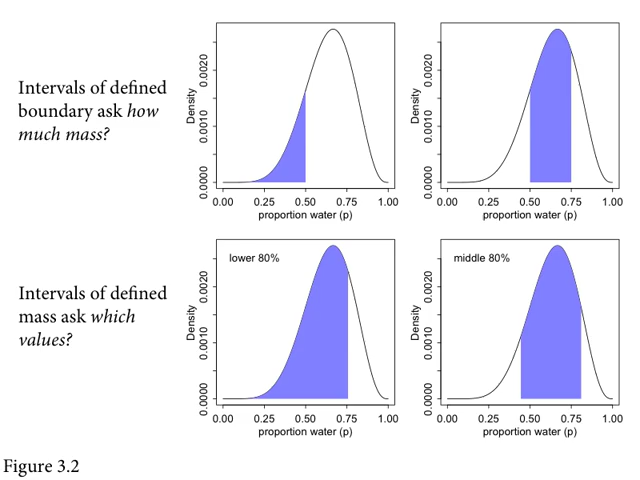 Intervals of defined
boundary ask how
much mass?
Density
0.0000 0.0010 0.0020
0.00 0.25 0.50 0.75 1.00
proportion water (p)
Density
0.0000 0.0010 0.0020
0.00 0.25 0.50 0.75 1.00
proportion water (p)
Intervals of defined
mass ask which
values?
lower 80%
Density
0.0000 0.0010 0.0020
0.00 0.25 0.50 0.75 1.00
proportion water (p)
middle 80%
Density
0.0000 0.0010 0.0020
0.00 0.25 0.50 0.75 1.00
proportion water (p)
Figure 3.2